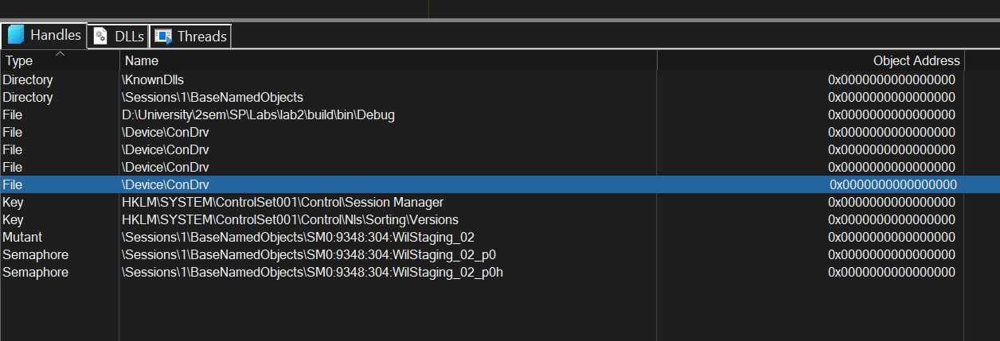 Handles DLLs Threads
Type Name Object Address
Directory \KnownDlls 0x0000000000000000
Directory \Sessions\1\BaseNamedObjects 0x0000000000000000
File D:\University\2sem\SP\Labs\lab2\build\bin\Debug 0x0000000000000000
File \Device\ConDrv 0x0000000000000000
File \Device\ConDrv 0x0000000000000000
File \Device\ConDrv 0x0000000000000000
File \Device\ConDrv 0x0000000000000000
Key HKLM\SYSTEM\ControlSet001\Control\Session Manager 0x0000000000000000
Key HKLM\SYSTEM\ControlSet001\Control\Nls\Sorting\Versions 0x0000000000000000
Mutant \Sessions\1\BaseNamedObjects\SM0:9348:304:WilStaging_02 0x0000000000000000
Semaphore \Sessions\1\BaseNamedObjects\SM0:9348:304:WilStaging_02_p0 0x0000000000000000
Semaphore \Sessions\1\BaseNamedObjects\SM0:9348:304:WilStaging_02_p0h 0x0000000000000000